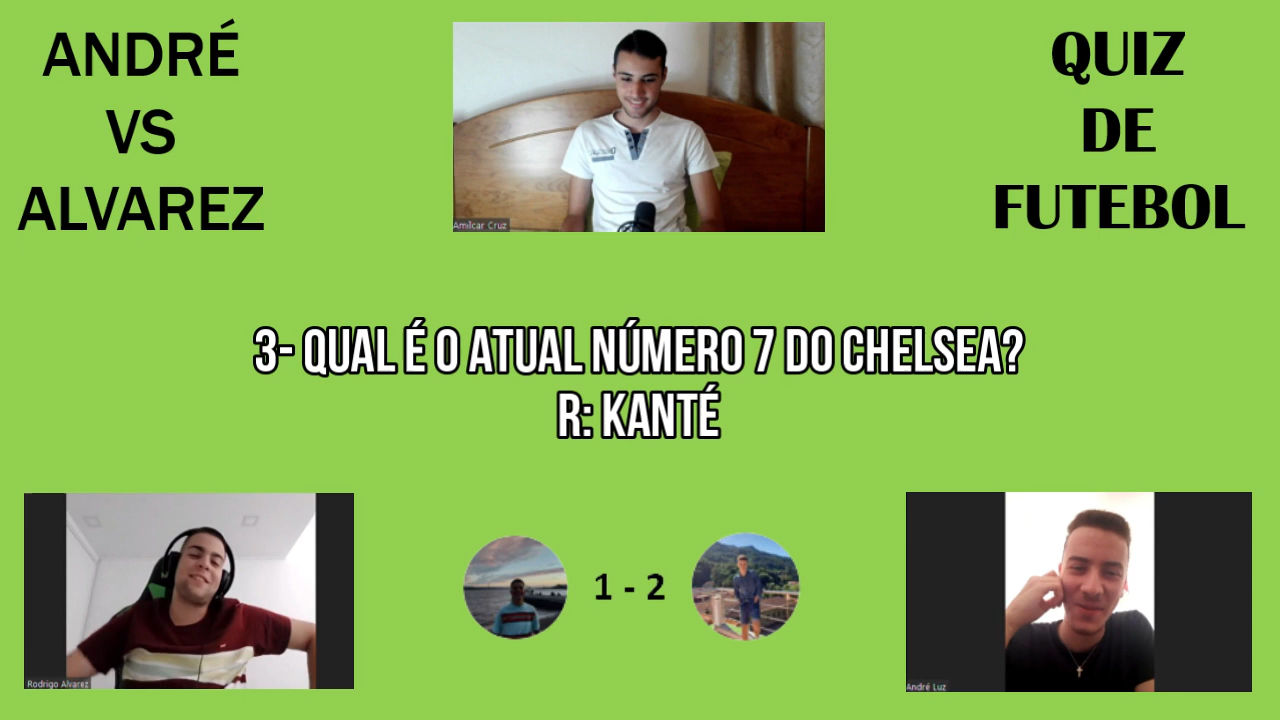 ANDRÉ
VS
ALVAREZ
QUIZ
DE
FUTEBOL
Amilcar Cruz
3- QUAL É O ATUAL NÚMERO 7 DO CHELSEA?
R: KANTÉ
1 - 2
Rodrigo Alvarez
André Luz